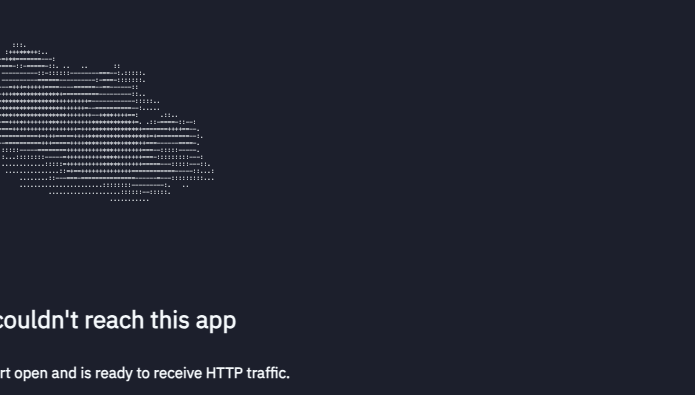 couldn't reach this app
rt open and is ready to receive HTTP traffic.